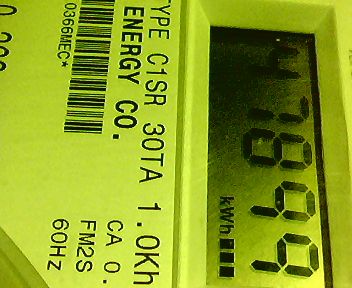 47899
kWh
TYPE C1SR 30TA 1.0Kh
ENERGY CO.
CA 0.
FM2S
60HZ
0366MEC*